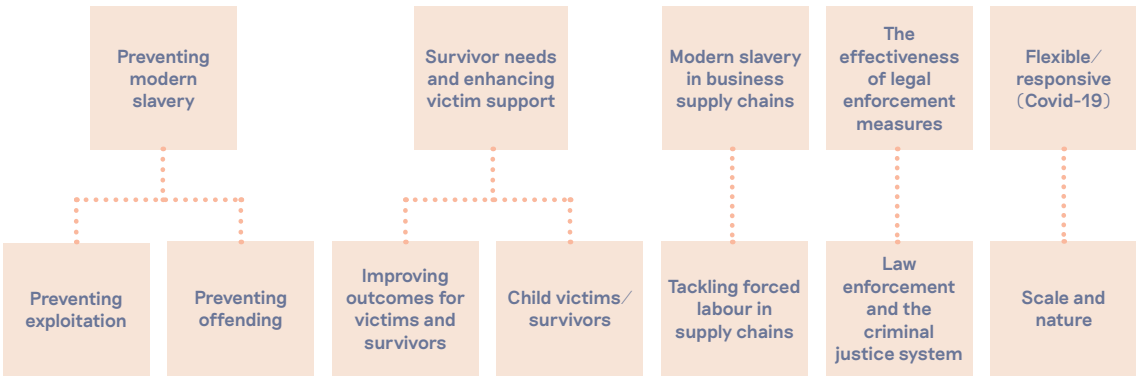 Preventing
modern
slavery
Survivor needs
and enhancing
victim support
Modern slavery
in business
supply chains
The
effectiveness
of legal
enforcement
measures
Flexible/
responsive
(Covid-19)
Preventing
exploitation
Preventing
offending
Improving
outcomes for
victims and
survivors
Child victims/
survivors
Tackling forced
labour in
supply chains
Law
enforcement
and the
criminal
justice system
Scale and
nature